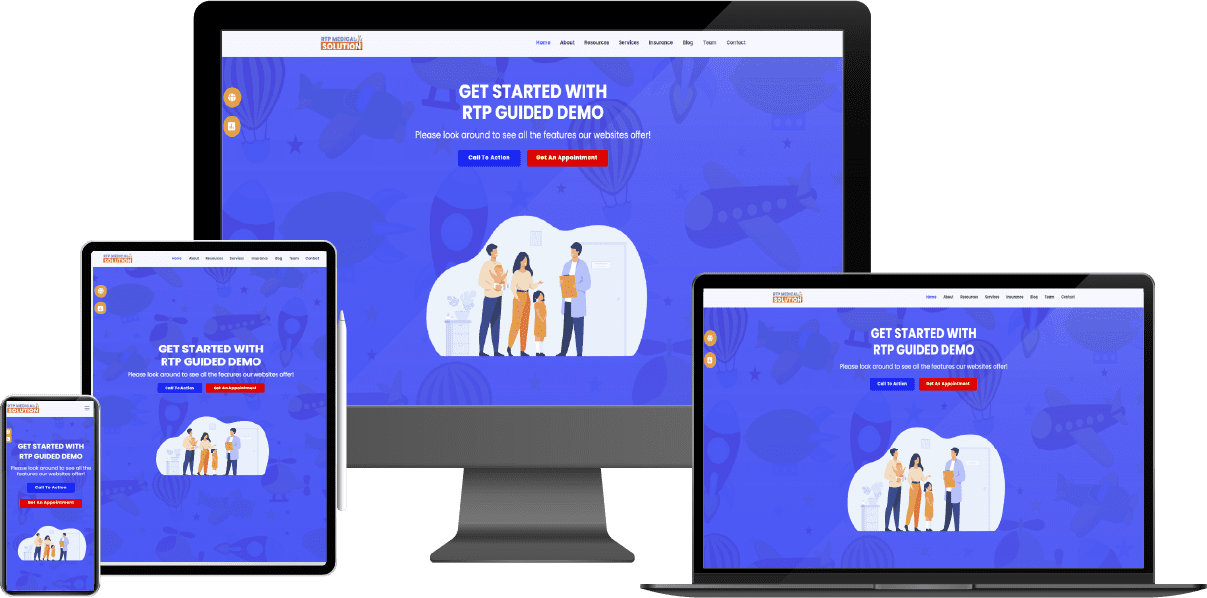 RTP MEDICAL
SOLUTION
Home About Resources Services Insurance Blog Team Contact
GET STARTED WITH
RTP GUIDED DEMO
Please look around to see all the features our websites offer!
Call To Action Get An Appointment
RTP MEDICAL
SOLUTION
Home About Resources Services Insurance Blog Team Contact
GET STARTED WITH
RTP GUIDED DEMO
Please look around to see all the features our websites offer!
Call To Action Get An Appointment
RTP MEDICAL
SOLUTION
Home About Resources Services Insurance Blog Team Contact
GET STARTED WITH
RTP GUIDED DEMO
Please look around to see all the features our websites offer!
Call To Action Get An Appointment
RTP MEDICAL
SOLUTION
GET STARTED WITH
RTP GUIDED DEMO
Please look around to see all the
features our websites offer!
Call To Action
Get An Appointment